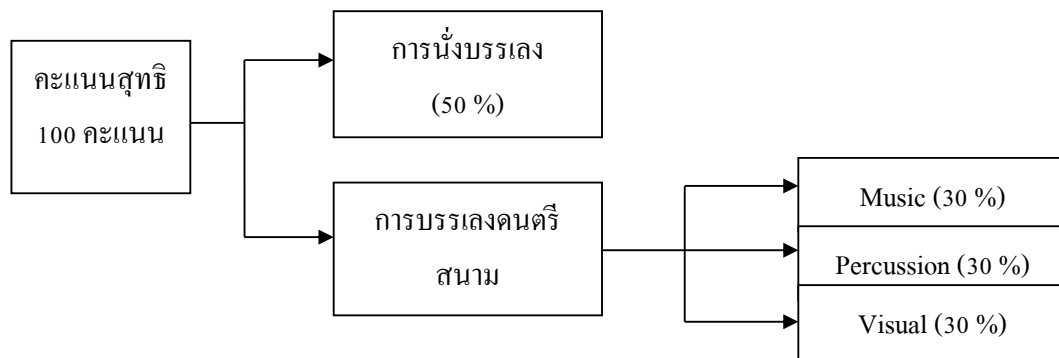 คะแนนสุทธิ
100 คะแนน
การนั่งบรรเลง
(50 %)
การบรรเลงดนตรี
สนาม
Music (30 %)
Percussion (30 %)
Visual (30 %)